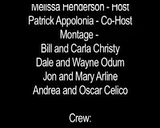 Melissa Henderson - Host
Patrick Appolonia - Co-Host
Montage -
Bill and Carla Christy
Dale and Wayne Odum
Jon and Mary Arline
Andrea and Oscar Celico
Crew: